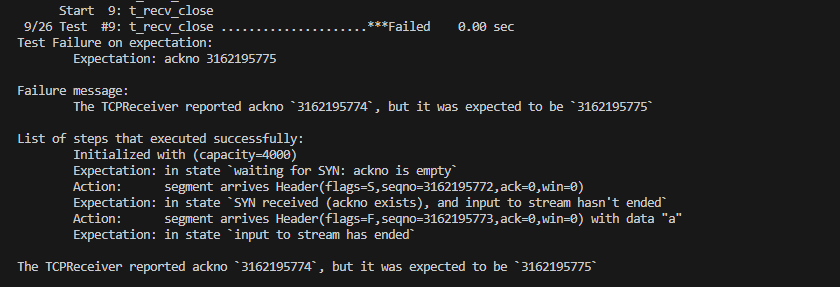 Start  9: t_recv_close
 9/26 Test  #9: t_recv_close .....................***Failed    0.00 sec
Test Failure on expectation:
        Expectation: ackno 3162195775

Failure message:
        The TCPReceiver reported ackno `3162195774`, but it was expected to be `3162195775`

List of steps that executed successfully:
        Initialized with (capacity=4000)
        Expectation: in state `waiting for SYN: ackno is empty`
        Action:      segment arrives Header(flags=S,seqno=3162195772,ack=0,win=0)
        Expectation: in state `SYN received (ackno exists), and input to stream hasn't ended`
        Action:      segment arrives Header(flags=F,seqno=3162195773,ack=0,win=0) with data "a"
        Expectation: in state `input to stream has ended`

The TCPReceiver reported ackno `3162195774`, but it was expected to be `3162195775`